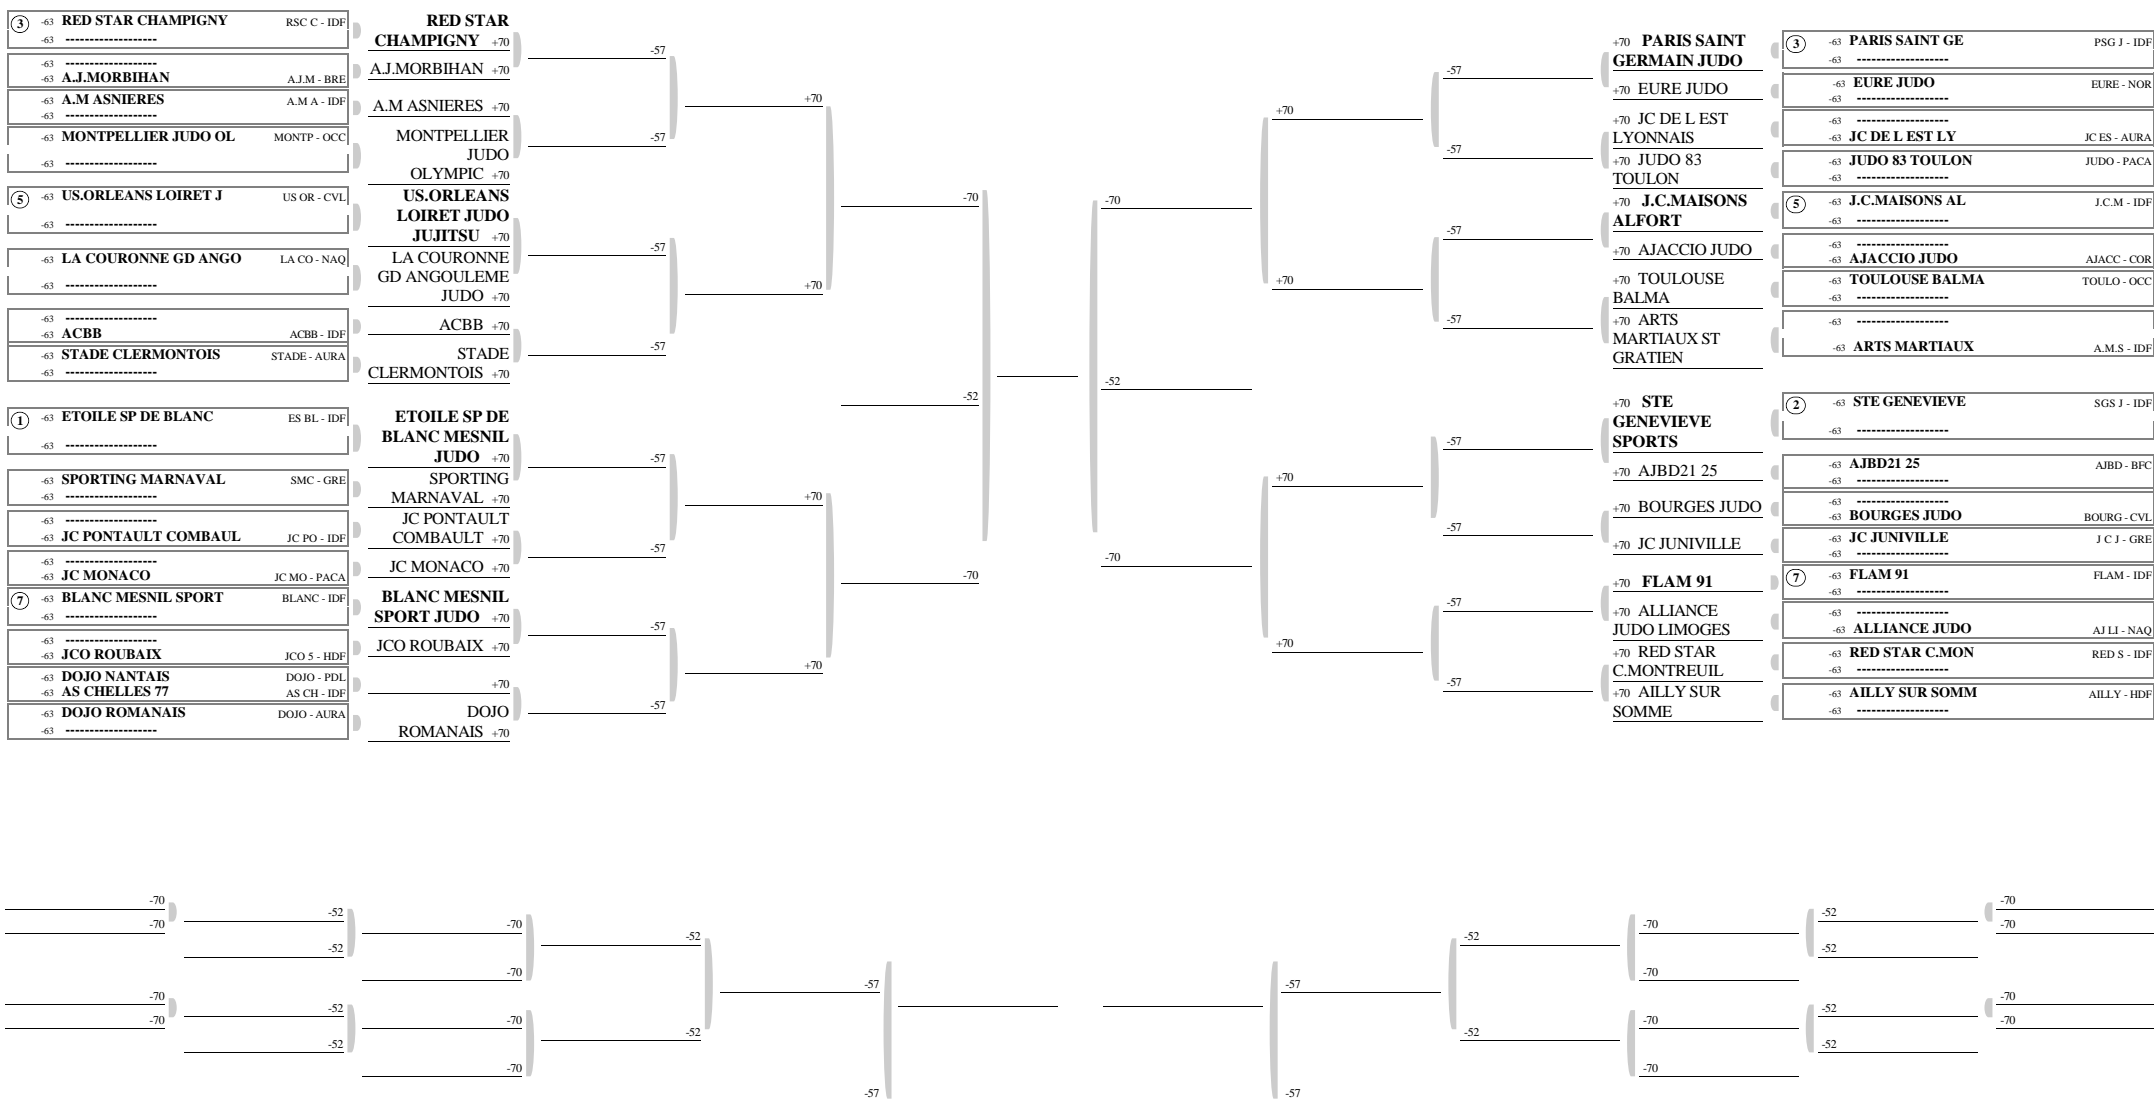 3 -63 RED STAR CHAMPIGNY RSC C - IDF
-63 -------------------
-63 -------------------
-63 A.J.MORBIHAN A.J.M - BRE
-63 A.M ASNIERES A.M A - IDF
-63 -------------------
-63 MONTPELLIER JUDO OL MONTP - OCC
-63 -------------------
5 -63 US.ORLEANS LOIRET J US OR - CVL
-63 -------------------
-63 LA COURONNE GD ANGO LA CO - NAQ
-63 -------------------
-63 -------------------
-63 ACBB ACBB - IDF
-63 STADE CLERMONTOIS STADE - AURA
-63 -------------------
1 -63 ETOILE SP DE BLANC ES BL - IDF
-63 -------------------
-63 SPORTING MARNAVAL SMC - GRE
-63 -------------------
-63 -------------------
-63 JC PONTAULT COMBAUL JC PO - IDF
-63 -------------------
-63 JC MONACO JC MO - PACA
7 -63 BLANC MESNIL SPORT BLANC - IDF
-63 -------------------
-63 -------------------
-63 JCO ROUBAIX JCO 5 - HDF
-63 DOJO NANTAIS DOJO - PDL
-63 AS CHELLES 77 AS CH - IDF
-63 DOJO ROMANAIS DOJO - AURA
-63 -------------------
RED STAR
CHAMPIGNY +70
A.J.MORBIHAN +70
A.M ASNIERES +70
MONTPELLIER
JUDO
OLYMPIC +70
US.ORLEANS
LOIRET JUDO
JUJITSU +70
LA COURONNE
GD ANGOULEME
JUDO +70
ACBB +70
STADE
CLERMONTOIS +70
ETOILE SP DE
BLANC MESNIL
JUDO +70
SPORTING
MARNAVAL +70
JC PONTAULT
COMBAULT +70
JC MONACO +70
BLANC MESNIL
SPORT JUDO +70
JCO ROUBAIX +70
+70
DOJO
ROMANAIS +70
-57
-57
-57
-57
-57
-57
-57
-57
+70
+70
+70
+70
-70
-52
-70
-70
-52
-70
+70
+70
+70
+70
-57
-57
-57
-57
-57
-57
-57
-57
+70 PARIS SAINT
GERMAIN JUDO
+70 EURE JUDO
+70 JC DE L EST
LYONNAIS
+70 JUDO 83
TOULON
+70 J.C.MAISONS
ALFORT
+70 AJACCIO JUDO
+70 TOULOUSE
BALMA
+70 ARTS
MARTIAUX ST
GRATIEN
+70 STE
GENEVIEVE
SPORTS
+70 AJBD21 25
+70 BOURGES JUDO
+70 JC JUNIVILLE
+70 FLAM 91
+70 ALLIANCE
JUDO LIMOGES
+70 RED STAR
C.MONTREUIL
+70 AILLY SUR
SOMME
3 -63 PARIS SAINT GE PSG J - IDF
-63 -------------------
-63 EURE JUDO EURE - NOR
-63 -------------------
-63 -------------------
-63 JC DE L EST LY JC ES - AURA
-63 JUDO 83 TOULON JUDO - PACA
-63 -------------------
5 -63 J.C.MAISONS AL J.C.M - IDF
-63 -------------------
-63 -------------------
-63 AJACCIO JUDO AJACC - COR
-63 TOULOUSE BALMA TOULO - OCC
-63 -------------------
-63 -------------------
-63 ARTS MARTIAUX A.M.S - IDF
2 -63 STE GENEVIEVE SGS J - IDF
-63 -------------------
-63 AJBD21 25 AJBD - BFC
-63 -------------------
-63 -------------------
-63 BOURGES JUDO BOURG - CVL
-63 JC JUNIVILLE J C J - GRE
-63 -------------------
7 -63 FLAM 91 FLAM - IDF
-63 -------------------
-63 -------------------
-63 ALLIANCE JUDO AJ LI - NAQ
-63 RED STAR C.MON RED S - IDF
-63 -------------------
-63 AILLY SUR SOMM AILLY - HDF
-63 -------------------
-70
-70
-70
-70
-52
-52
-52
-52
-70
-70
-70
-70
-52
-52
-57
-57
-57
-57
-52
-52
-70
-70
-70
-70
-52
-52
-52
-52
-70
-70
-70
-70